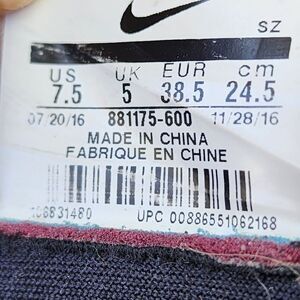 SZ
US UK EUR cm
7.5 5 38.5 24.5
07/20/16 881175-600 11/28/16
MADE IN CHINA
FABRIQUE EN CHINE
UPC 00886551062168